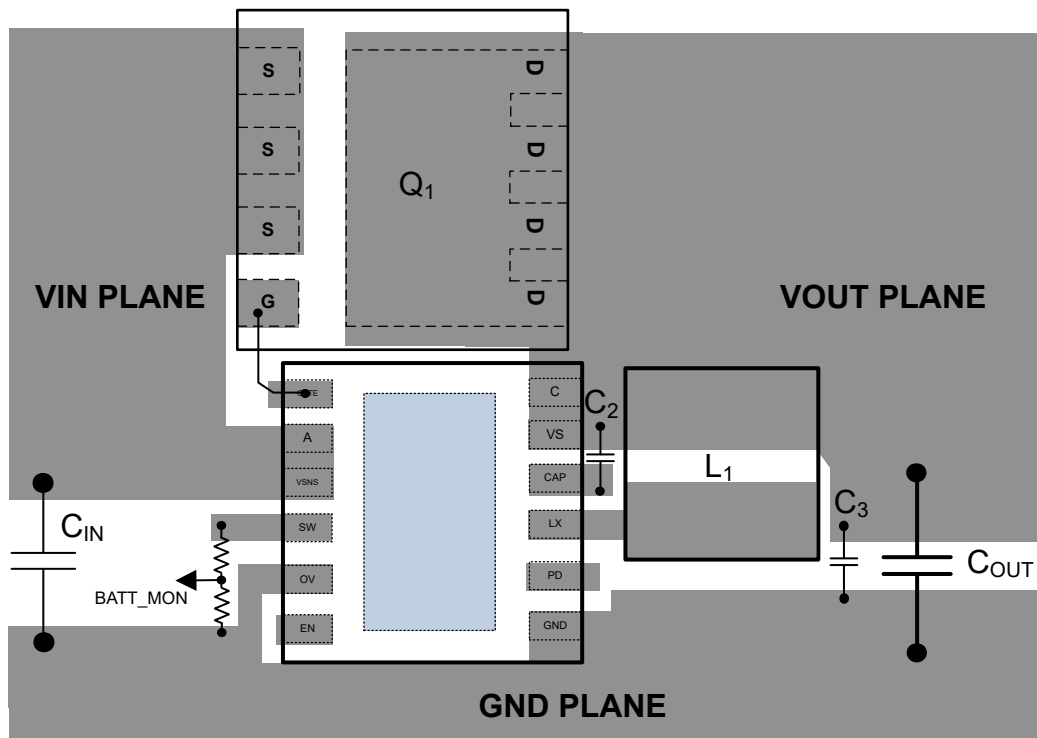 S
D
S
D
Q1
S
D
VIN PLANE
G
D
VOUT PLANE
C
C2
A
VS
VSNS
CAP
L1
CIN
SW
LX
C3
OV
PD
COUT
BATT_MON
EN
GND
GND PLANE